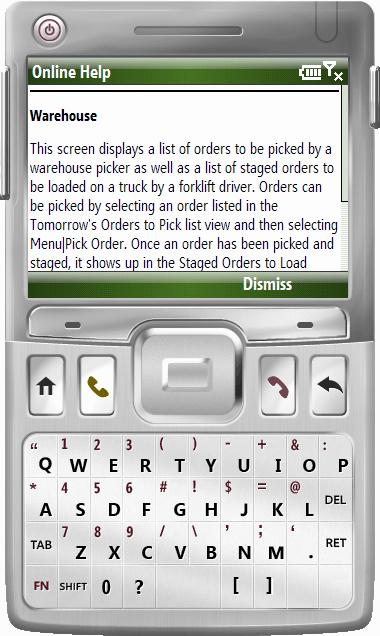 Online Help
Warehouse
This screen displays a list of orders to be picked by a
warehouse picker as well as a list of staged orders to
be loaded on a truck by a forklift driver. Orders can
be picked by selecting an order listed in the
Tomorrow's Orders to Pick list view and then selecting
Menu|Pick Order. Once an order has been picked and
staged, it shows up in the Staged Orders to Load
Dismiss
“ 1 2 3 ( ) - + & :
Q W E R T Y U I O P
* 4 5 6 # ! $ = @
A S D F G H J K L DEL
7 8 9 / \ ' ; ‘
TAB Z X C V B N M . RET
FN SHIFT 0 ? [ ]